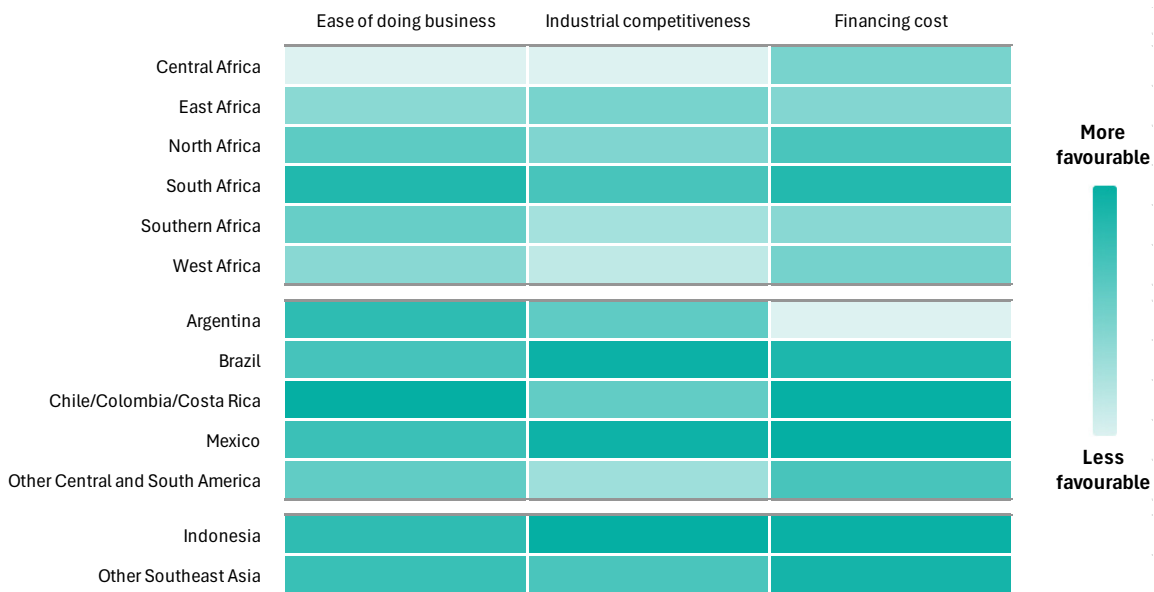 Ease of doing business
Industrial competitiveness
Financing cost
Central Africa
East Africa
North Africa
South Africa
Southern Africa
West Africa
Argentina
Brazil
Chile/Colombia/Costa Rica
Mexico
Other Central and South America
Indonesia
Other Southeast Asia
More
favourable
Less
favourable